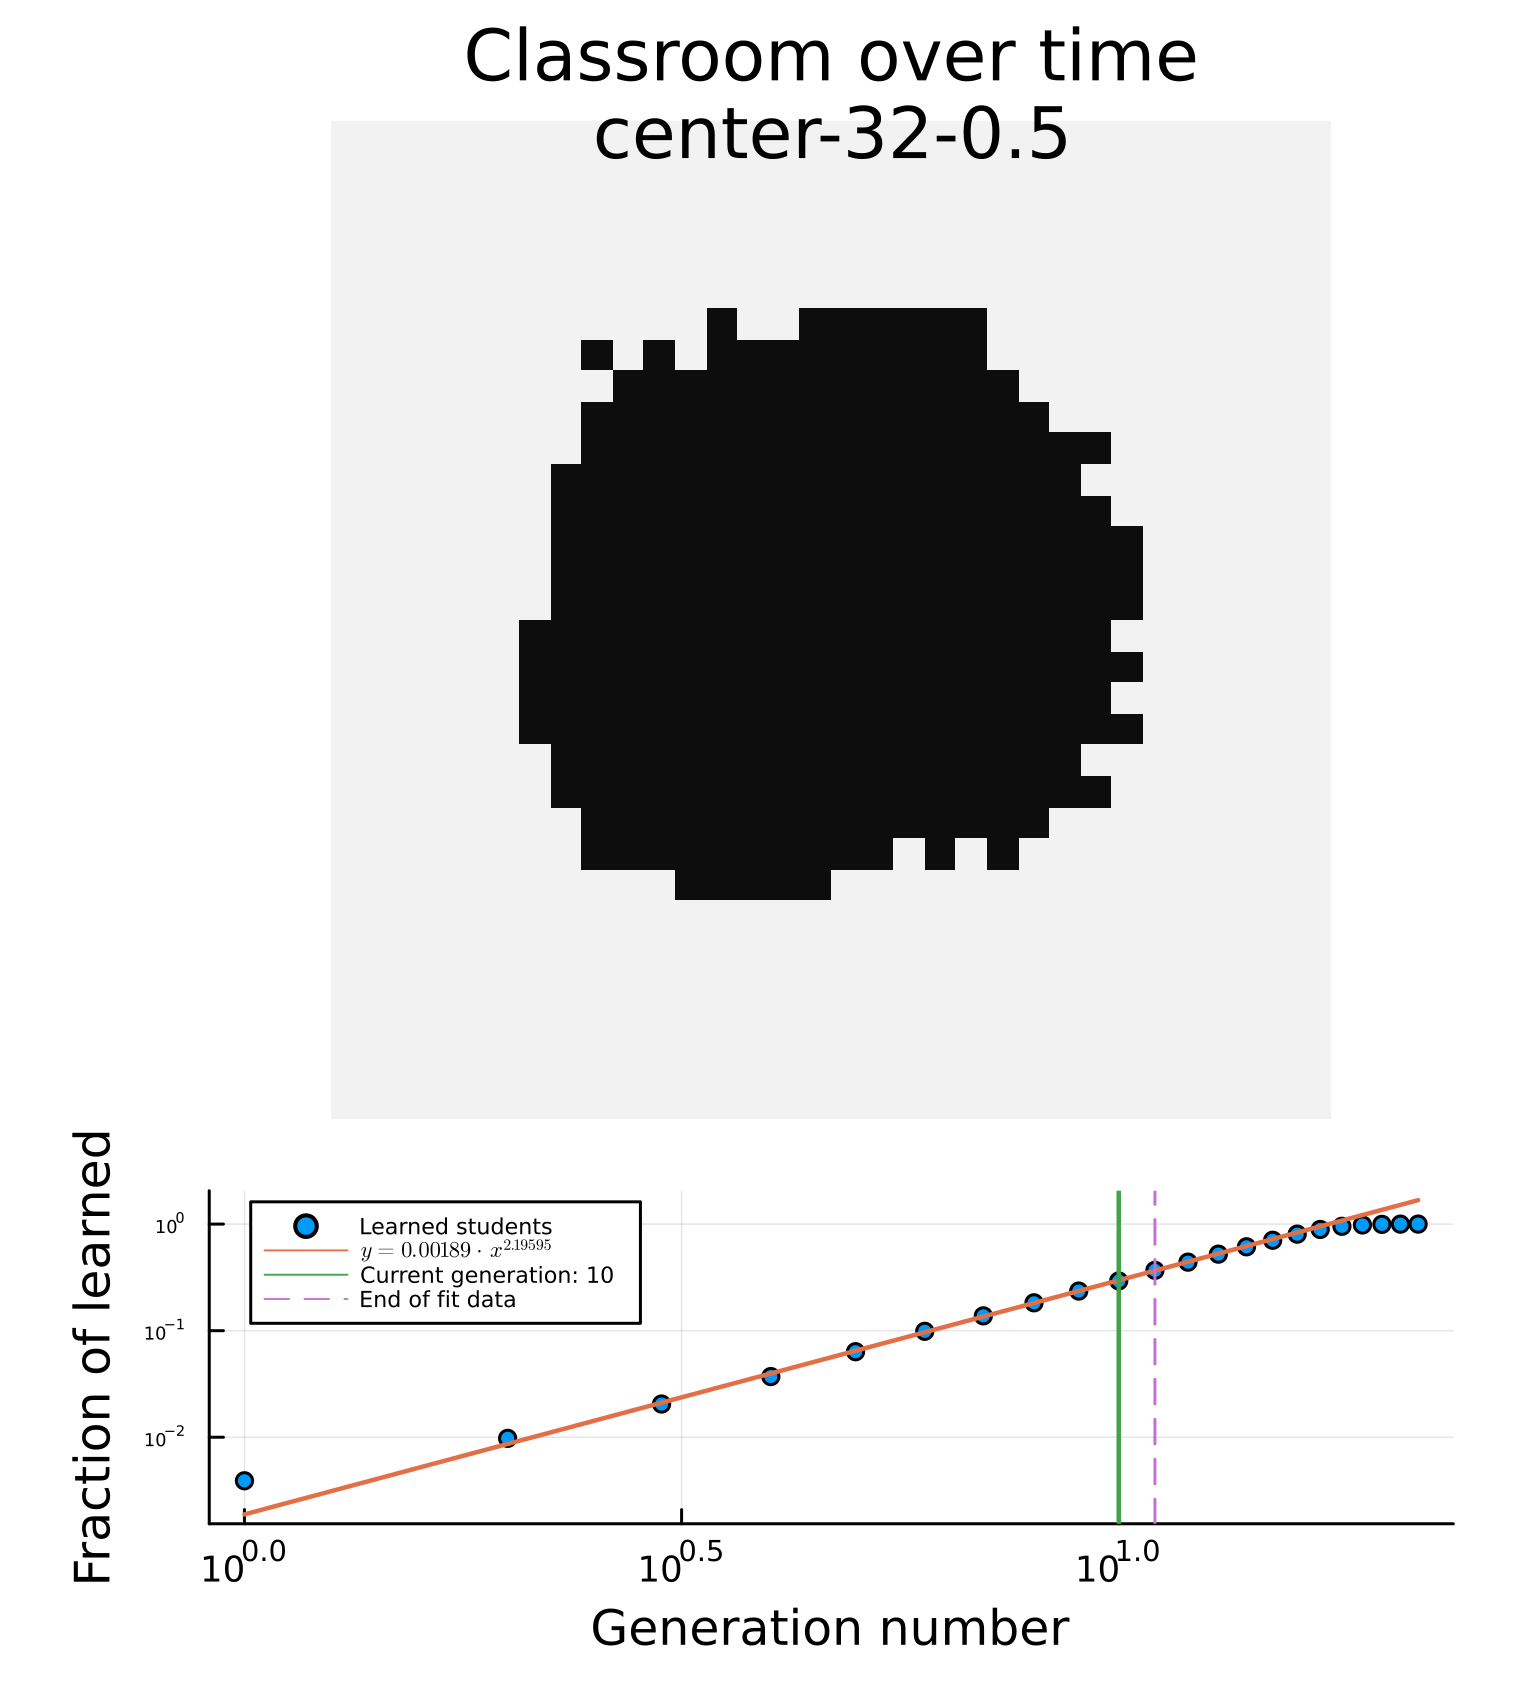 Classroom over time
center-32-0.5
Fraction of learned
10⁰
10⁻¹
10⁻²
Learned students
y = 0.00189 · x^2.19595
Current generation: 10
End of fit data
10^0.0
10^0.5
10^1.0
Generation number